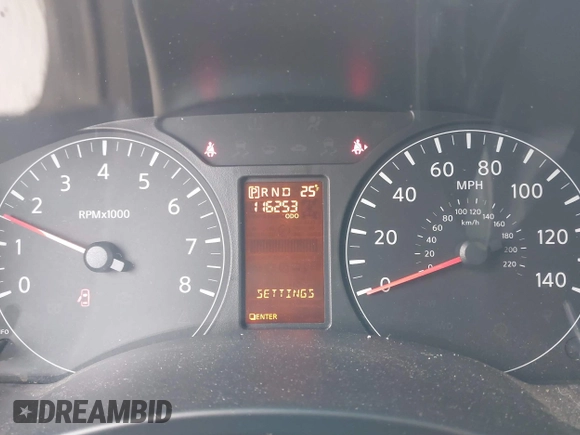 0 1 2 3 4 5 6 7 8
RPMx1000
P R N D 25°F
116253
ODO
SETTINGS
ENTER
0 20 40 60 80 100 120 140
MPH
0 20 40 60 80 100 120 140 160 180 200 220
km/h
DREAMBID